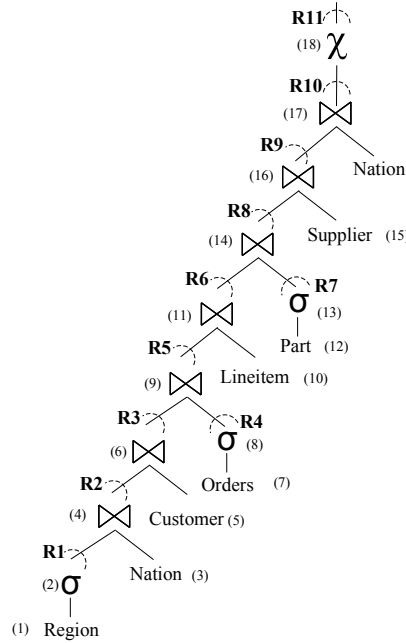 R11
(18) χ
R10
(17)
R9
(16)
Nation
R8
(14)
Supplier (15)
R6
R7
(11)
σ (13)
R5
Part (12)
(9)
Lineitem (10)
R3
R4
(6)
σ (8)
R2
Orders (7)
(4)
Customer (5)
R1
(2) σ
Nation (3)
(1) Region